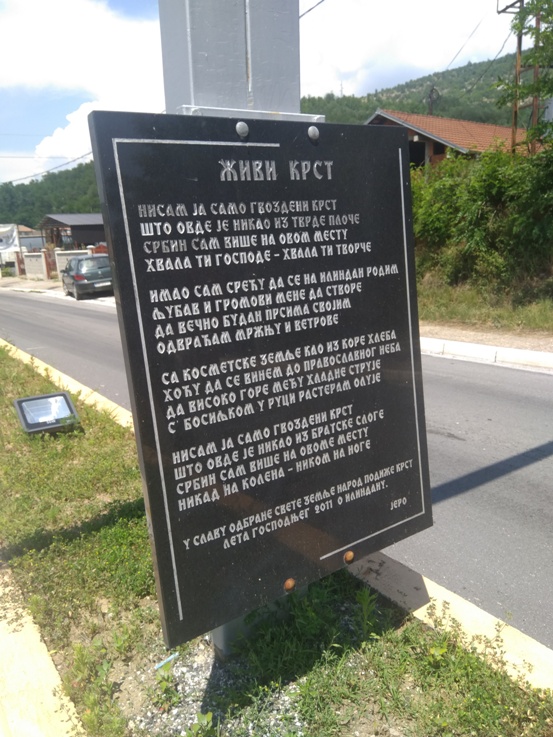 ЖИВИ КРСТ
НИСАМ ЈА САМО ГВОЗДЕНИ КРСТ
ШТО ОВДЕ ЈЕ НИКАО ИЗ ТВРДЕ ПЛОЧЕ
СРБИН САМ ВИШЕ НА ОВОМ МЕСТУ
ХВАЛА ТИ ГОСПОДЕ - ХВАЛА ТИ ТВОРЧЕ
ИМАО САМ СРЕЋУ ДА СЕ НА ИЛИНДАН РОДИМ
ЉУБАВ И ГРОМОВИ МЕНЕ ДА СТВОРЕ
ДА ВЕЧНО БУДАН ПРСИМА СВОЈИМ
ОДВРАЋАМ МРЖЊУ И ВЕТРОВЕ
СА КОСМЕТСКЕ ЗЕМЉЕ КАО ИЗ КОРЕ ХЛЕБА
ХОЋУ ДА СЕ ВИНЕМ ДО ПРАВОСЛАВНОГ НЕБА
ДА ВИСОКО ГОРЕ МЕЂУ ХЛАДНЕ СТРУЈЕ
С' БОСИЉКОМ У РУЦИ РАСТЕРАМ ОЛУЈЕ
НИСАМ ЈА САМО ГВОЗДЕНИ КРСТ
ШТО ОВДЕ ЈЕ НИКАО ИЗ БРАТСКЕ СЛОГЕ
СРБИН САМ ВИШЕ НА ОВОМЕ МЕСТУ
НИКАД НА КОЛЕНА - НИКОМ НА НОГЕ
У СЛАВУ ОДБРАНЕ СВЕТЕ ЗЕМЉЕ НАРОД ПОДИЖЕ КРСТ
ЛЕТА ГОСПОДЊЕГ 2011 О ИЛИНДАНУ.
ЈЕРО